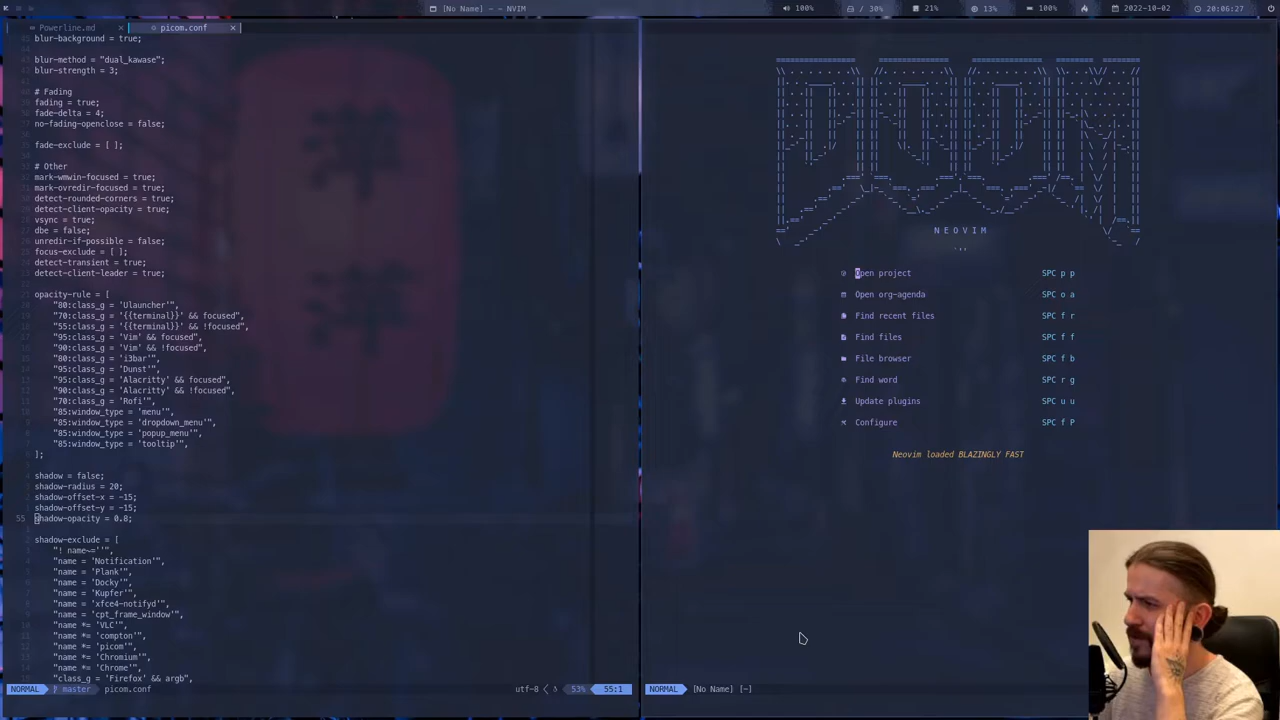 [No Name] (~ ~ NVIM
100%
/ 30%
21%
13%
100%
2022-10-02
20:06:27
Powerline.md
picom.conf
blur-background = true;
blur-method = "dual_kawase";
blur-strength = 3;
# Fading
fading = true;
fade-delta = 4;
no-fading-openclose = false;
fade-exclude = [ ];
# Other
mark-wmwin-focused = true;
mark-ovredir-focused = true;
detect-rounded-corners = true;
detect-client-opacity = true;
vsync = true;
dbe = false;
unredir-if-possible = false;
focus-exclude = [ ];
detect-transient = true;
detect-client-leader = true;
opacity-rule = [
"80:class_g = 'Ulauncher'",
"70:class_g = '{{terminal}}' && focused",
"55:class_g = '{{terminal}}' && !focused",
"95:class_g = 'Vim' && focused",
"90:class_g = 'Vim' && !focused",
"80:class_g = 'i3bar'",
"95:class_g = 'Dunst'",
"95:class_g = 'Alacritty' && focused",
"90:class_g = 'Alacritty' && !focused",
"70:class_g = 'Rofi'",
"85:window_type = 'menu'",
"85:window_type = 'dropdown_menu'",
"85:window_type = 'popup_menu'",
"85:window_type = 'tooltip'",
];
shadow = false;
shadow-radius = 20;
shadow-offset-x = -15;
shadow-offset-y = -15;
55 shadow-opacity = 0.8;
shadow-exclude = [
"! name~=''",
"name = 'Notification'",
"name = 'Plank'",
"name = 'Docky'",
"name = 'Kupfer'",
"name = 'xfce4-notifyd'",
"name = 'cpt_frame_window'",
"name *= 'VLC'",
"name *= 'compton'",
"name *= 'picom'",
"name *= 'Chromium'",
"name *= 'Chrome'",
"class_g = 'Firefox' && argb",
NORMAL master picom.conf utf-8 53% 55:1
DOOM
NEOVIM
Open project SPC p p
Open org-agenda SPC o a
Find recent files SPC f r
Find files SPC f f
File browser SPC f b
Find word SPC r g
Update plugins SPC u u
Configure SPC f P
Neovim loaded BLAZINGLY FAST
NORMAL [No Name] [-]